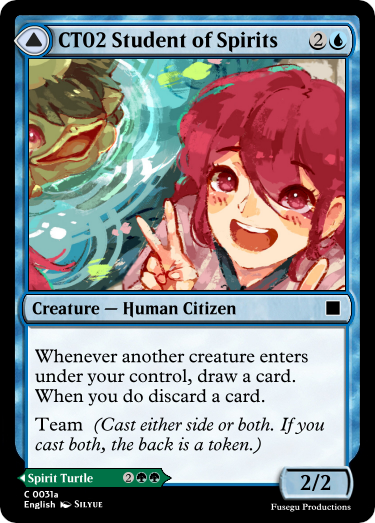 CT02 Student of Spirits 2
Creature — Human Citizen
Whenever another creature enters
under your control, draw a card.
When you do discard a card.
Team (Cast either side or both. If you
cast both, the back is a token.)
Spirit Turtle 2
2/2
C 0031a
English SILYUE
Fusegu Productions